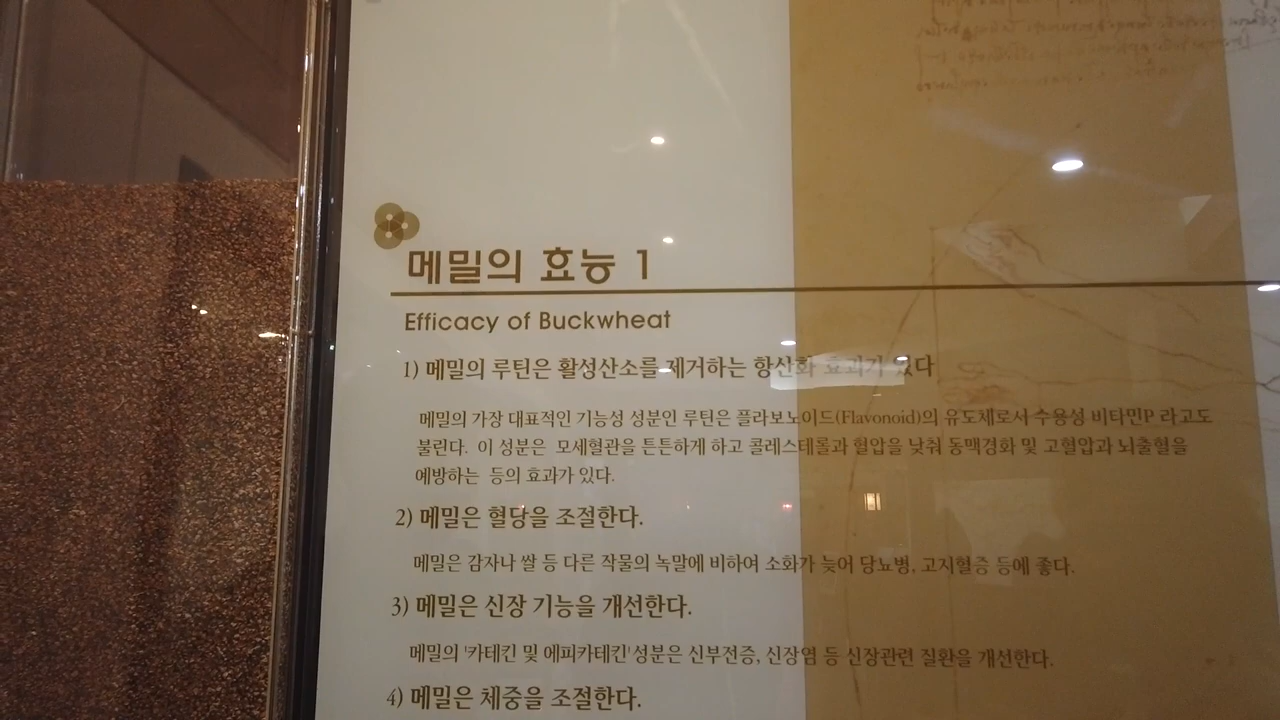 메밀의 효능 1
Efficacy of Buckwheat
1) 메밀의 루틴은 활성산소를 제거하는 항산화 효과가 있다
메밀의 가장 대표적인 기능성 성분인 루틴은 플라보노이드(Flavonoid)의 유도체로서 수용성 비타민P 라고도
불린다. 이 성분은 모세혈관을 튼튼하게 하고 콜레스테롤과 혈압을 낮춰 동맥경화 및 고혈압과 뇌출혈을
예방하는 등의 효과가 있다.
2) 메밀은 혈당을 조절한다.
메밀은 감자나 쌀 등 다른 작물의 녹말에 비하여 소화가 늦어 당뇨병, 고지혈증 등에 좋다.
3) 메밀은 신장 기능을 개선한다.
메밀의 '카테킨 및 에피카테킨'성분은 신부전증, 신장염 등 신장관련 질환을 개선한다.
4) 메밀은 체중을 조절한다.